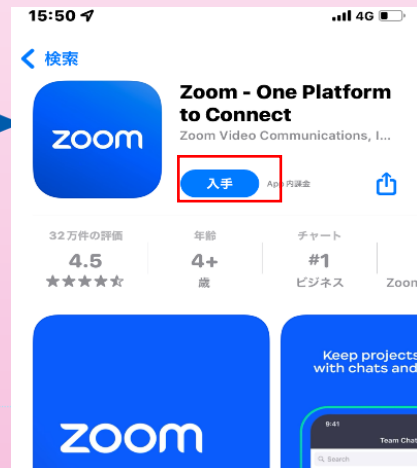 15:50
4G
検索
zoom
Zoom - One Platform
to Connect
Zoom Video Communications, I...
入手
App 内課金
32万件の評価
年齢
チャート
4.5
4+
#1
歳
ビジネス
Zoom
zoom
Keep projects
with chats and
9:41
Team Chat
Search